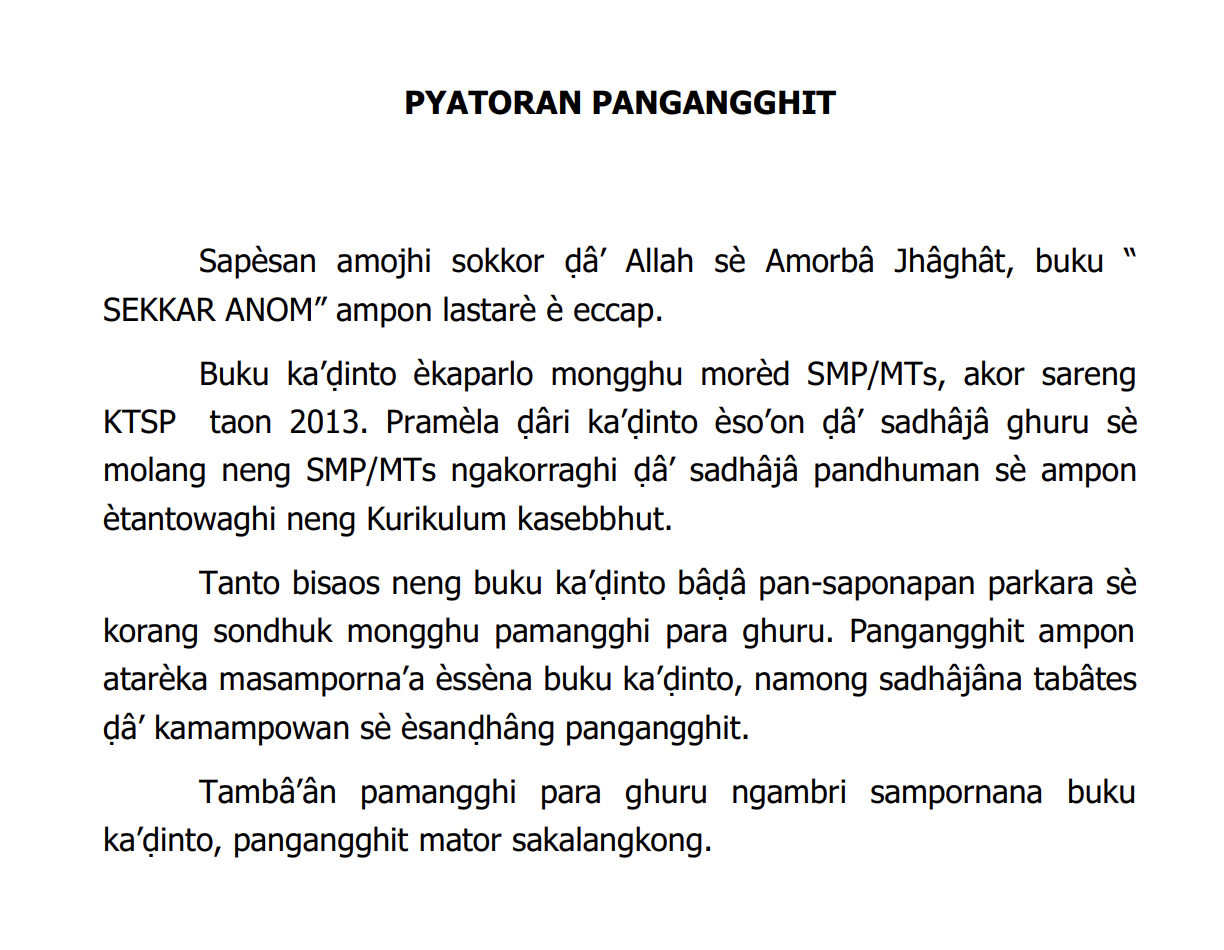 PYATORAN PANGANGGHIT
Sapèsan amojhi sokkor ḍâ’ Allah sè Amorbâ Jhâghât, buku “
SEKKAR ANOM” ampon lastarè è eccap.
Buku ka’ḍinto èkaparlo mongghu morèd SMP/MTs, akor sareng
KTSP  taon 2013. Pramèla ḍâri ka’ḍinto èso’on ḍâ’ sadhâjâ ghuru sè
molang neng SMP/MTs ngakorraghi ḍâ’ sadhâjâ pandhuman sè ampon
ètantowaghi neng Kurikulum kasebbhut.
Tanto bisaos neng buku ka’ḍinto bâḍâ pan-saponapan parkara sè
korang sondhuk mongghu pamangghi para ghuru. Pangangghit ampon
atarèka masamporna’a èssèna buku ka’ḍinto, namong sadhâjâna tabâtes
ḍâ’ kamampowan sè èsanḍhâng pangangghit.
Tambâ’ân pamangghi para ghuru ngambri sampornana buku
ka’ḍinto, pangangghit mator sakalangkong.